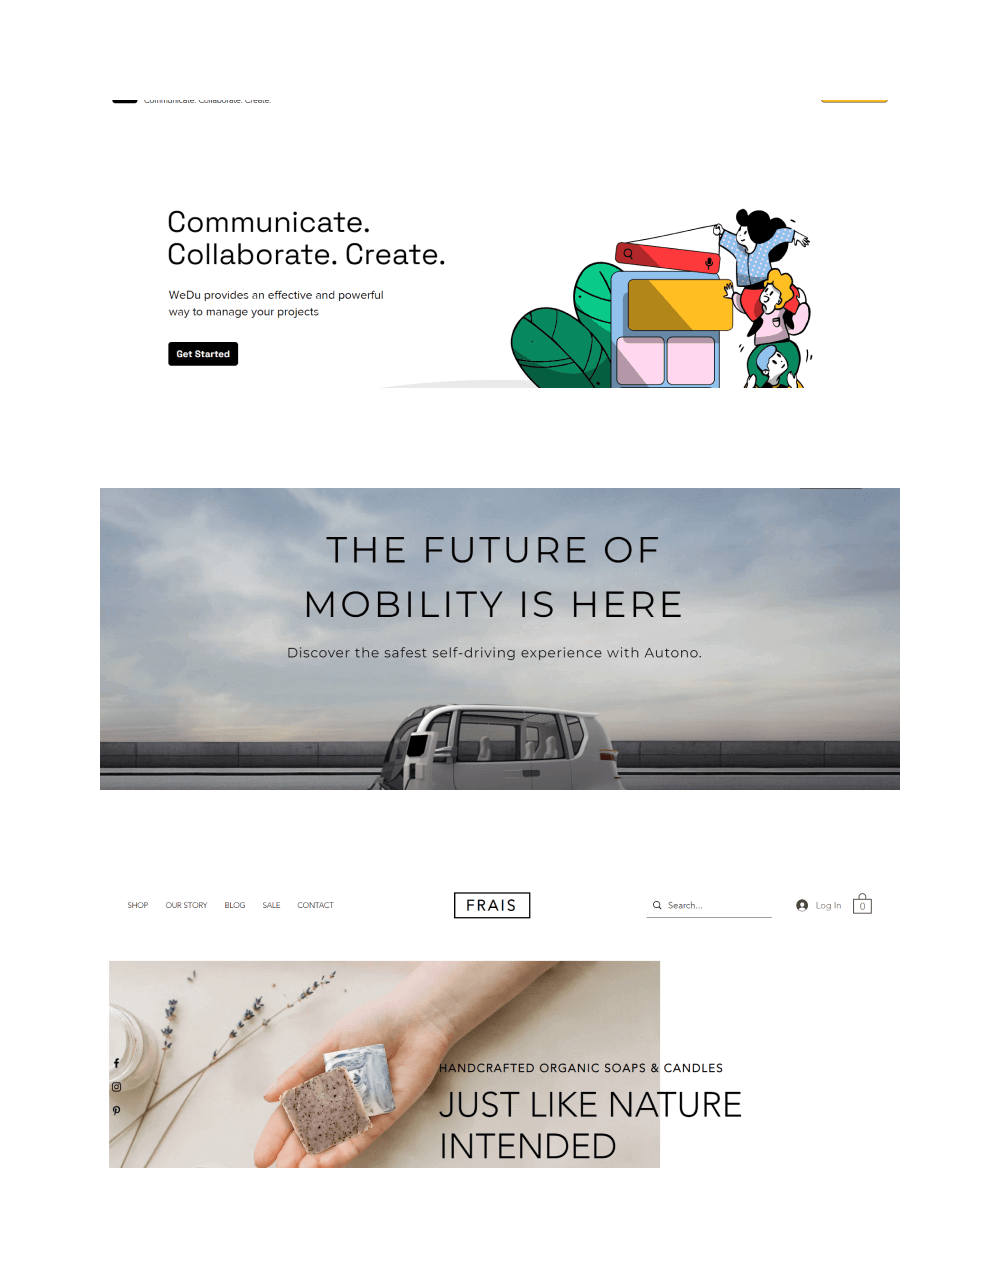 Communicate. Collaborate. Create.
Communicate.
Collaborate. Create.
WeDu provides an effective and powerful
way to manage your projects
Get Started
THE FUTURE OF
MOBILITY IS HERE
Discover the safest self-driving experience with Autono.
SHOP OUR STORY BLOG SALE CONTACT FRAIS Search... Log In 0
HANDCRAFTED ORGANIC SOAPS & CANDLES
JUST LIKE NATURE
INTENDED